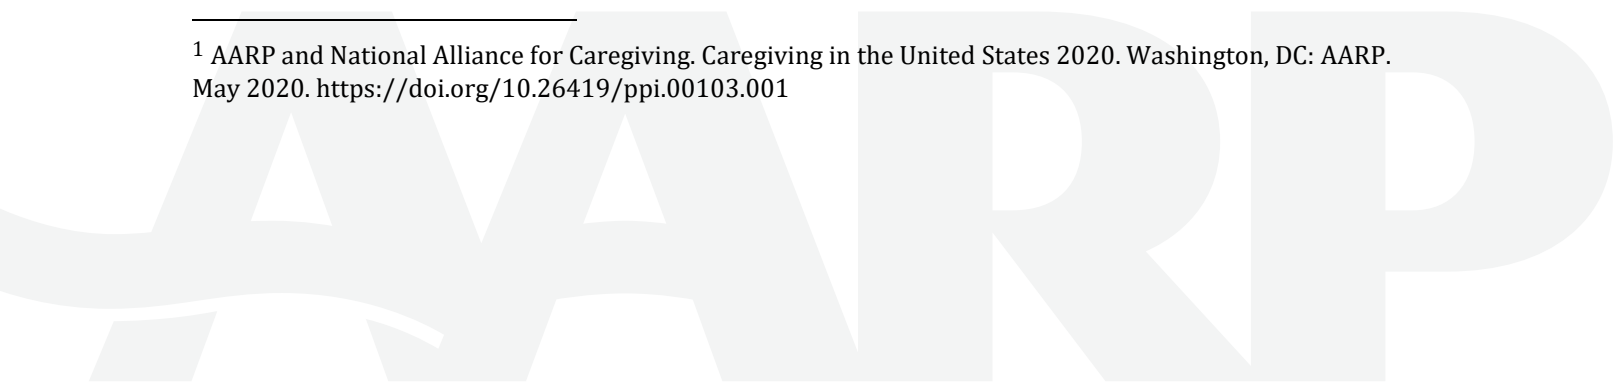 1 AARP and National Alliance for Caregiving. Caregiving in the United States 2020. Washington, DC: AARP.
May 2020. https://doi.org/10.26419/ppi.00103.001
AARP